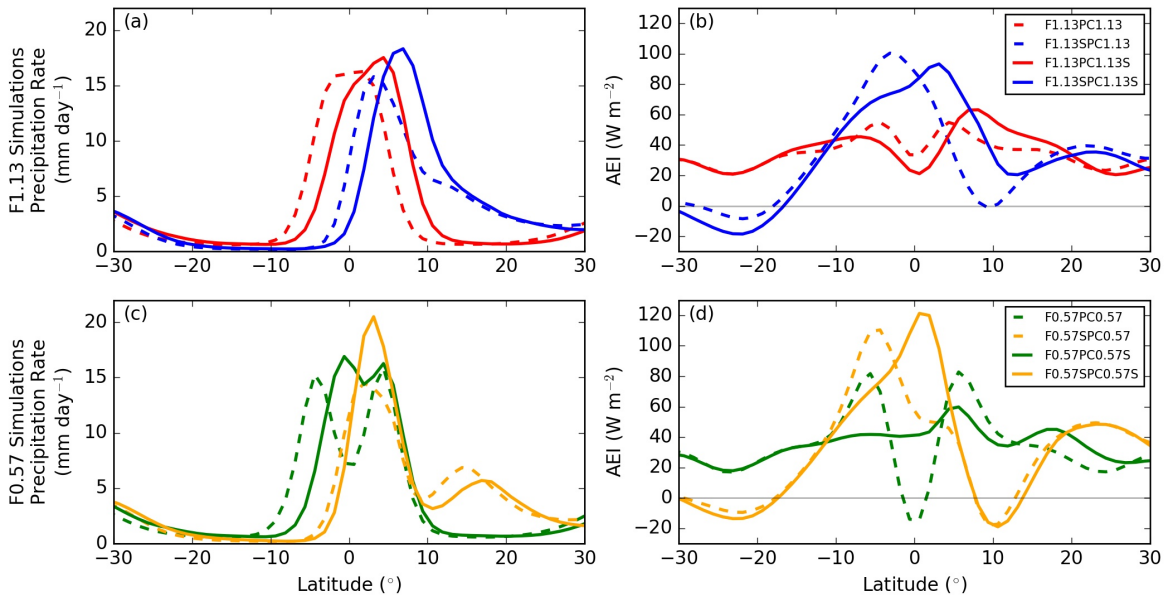 F1.13 Simulations
Precipitation Rate
(mm day⁻¹)
(a)
20
15
10
5
0
−30 −20 −10 0 10 20 30
AEI (W m⁻²)
(b)
120
100
80
60
40
20
0
−20
−30 −20 −10 0 10 20 30
F1.13PC1.13
F1.13SPC1.13
F1.13PC1.13S
F1.13SPC1.13S
F0.57 Simulations
Precipitation Rate
(mm day⁻¹)
(c)
20
15
10
5
0
−30 −20 −10 0 10 20 30
Latitude (°)
AEI (W m⁻²)
(d)
120
100
80
60
40
20
0
−20
−30 −20 −10 0 10 20 30
Latitude (°)
F0.57PC0.57
F0.57SPC0.57
F0.57PC0.57S
F0.57SPC0.57S